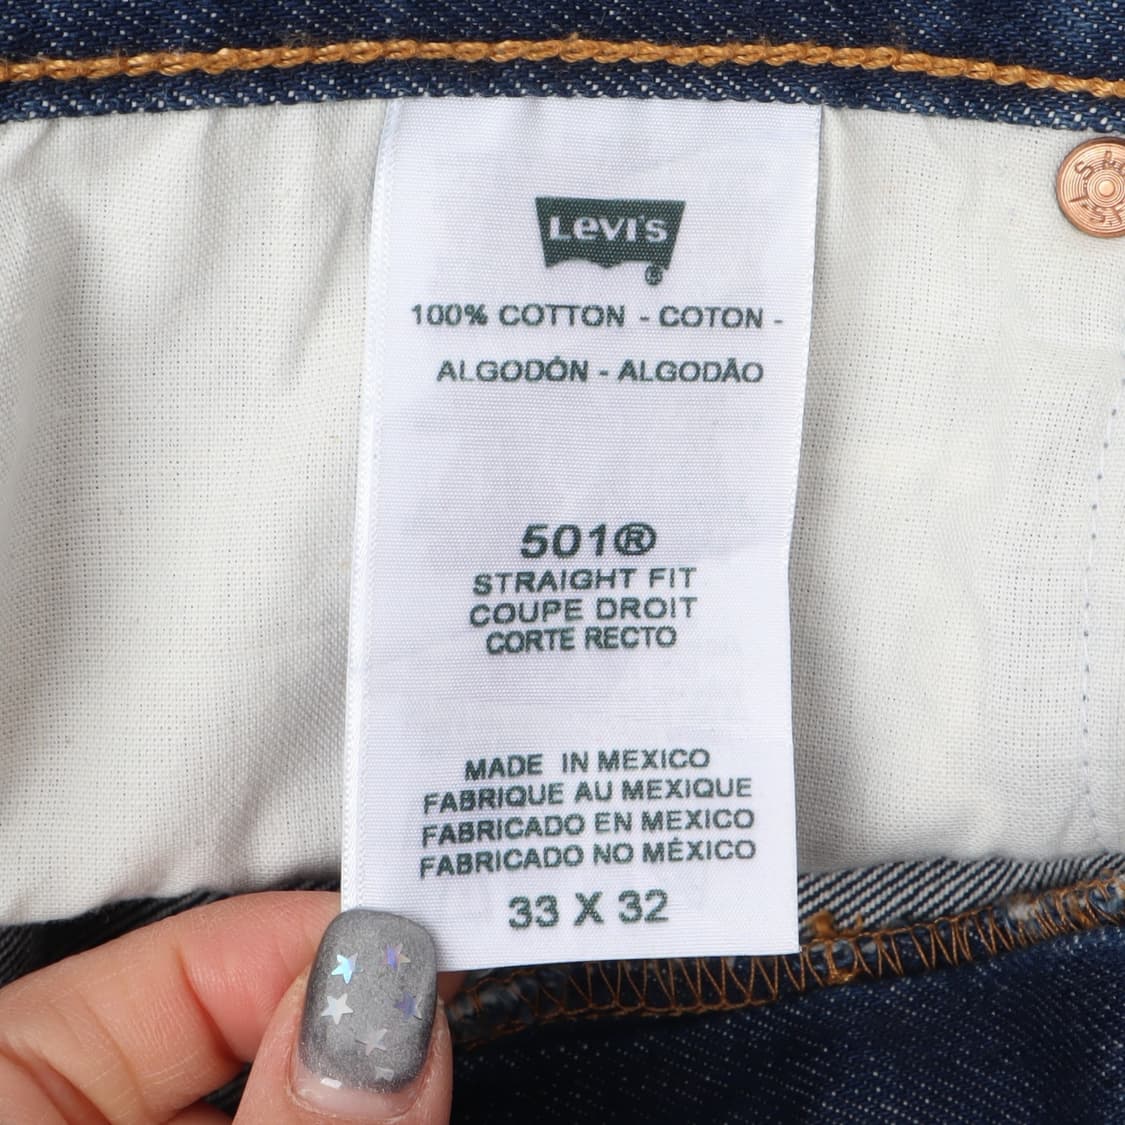 Levi's
®
100% COTTON - COTON -
ALGODÓN - ALGODÃO
501®
STRAIGHT FIT
COUPE DROIT
CORTE RECTO
MADE IN MEXICO
FABRIQUE AU MEXIQUE
FABRICADO EN MEXICO
FABRICADO NO MÉXICO
33 X 32